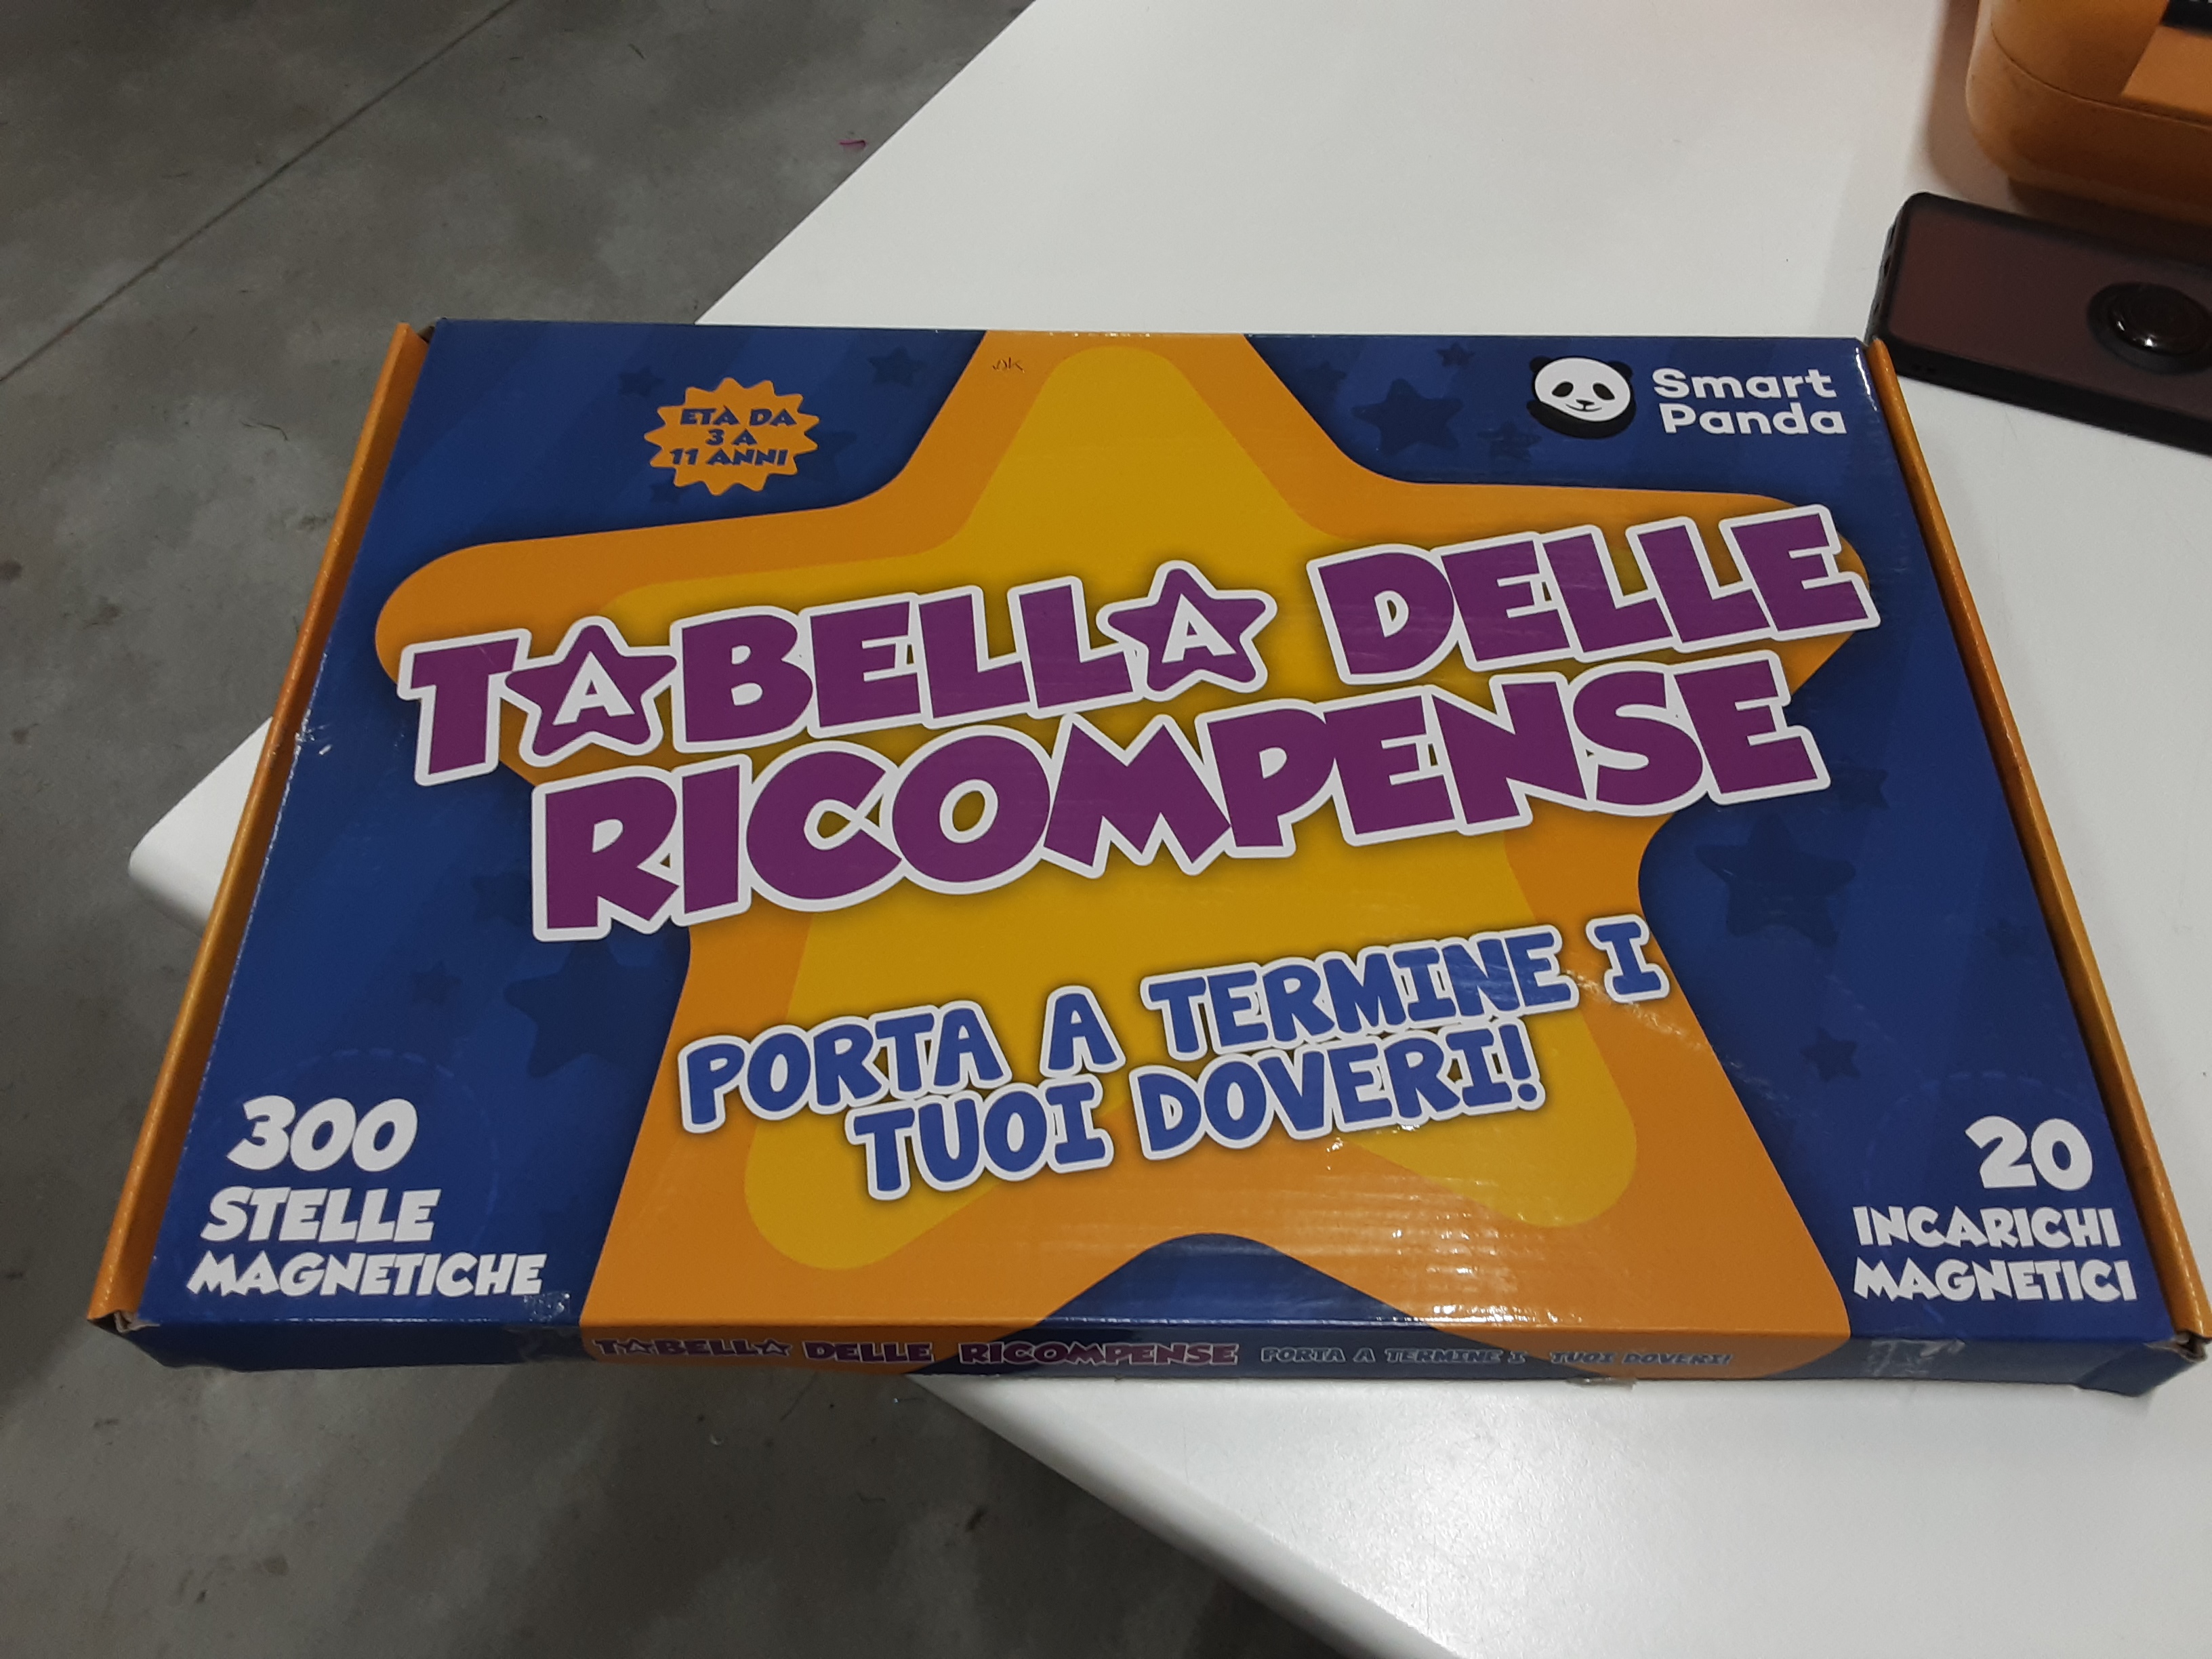 ETÀ DA
3 A
11 ANNI
Smart
Panda
TABELLA DELLE
RICOMPENSE
PORTA A TERMINE I
TUOI DOVERI!
300
STELLE
MAGNETICHE
20
INCARICHI
MAGNETICI
TABELLA DELLE RICOMPENSE PORTA A TERMINE I TUOI DOVERI!